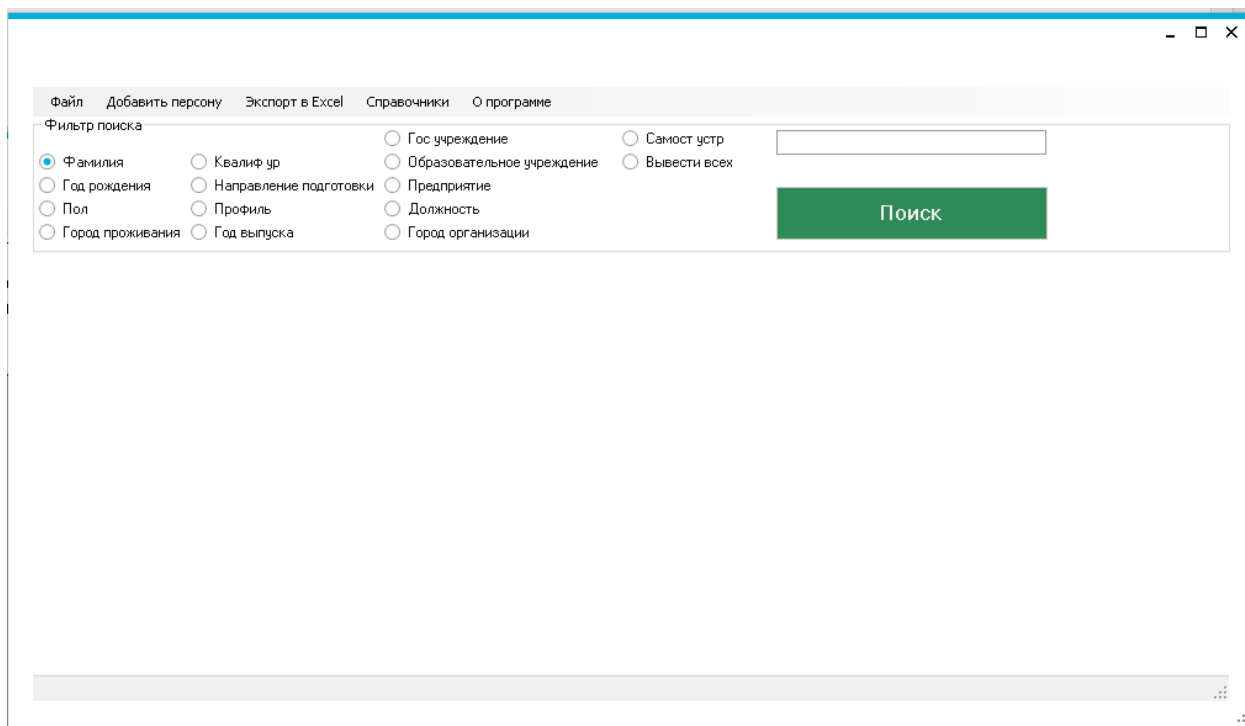 Файл Добавить персону Экспорт в Excel Справочники О программе
Фильтр поиска
Гос учреждение Самост устр
Фамилия Квалиф ур Образовательное учреждение Вывести всех
Год рождения Направление подготовки Предприятие
Пол Профиль Должность Поиск
Город проживания Год выпуска Город организации